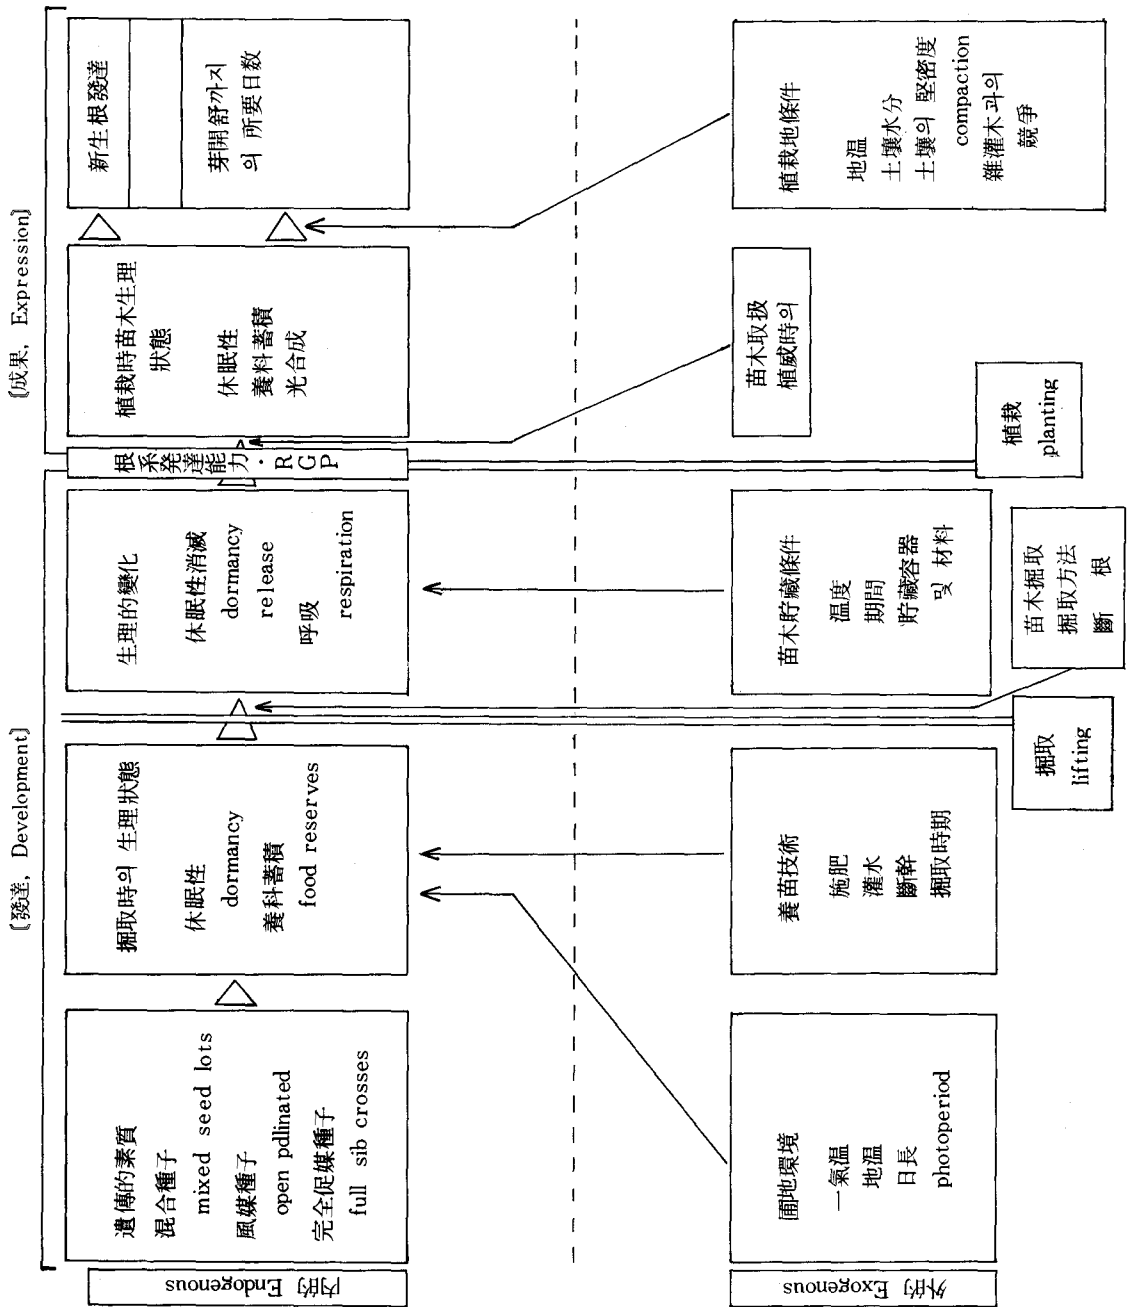 [發達, Development]
[成果, Expression]
內的 Endogenous
遺傳的素質
混合種子
mixed seed lots
風媒種子
open pdlinated
完全促媒種子
full sib crosses
掘取時의 生理狀態
休眠性
dormancy
養科蓄積
food reserves
生理的變化
休眠性消滅
dormancy
release
呼吸
respiration
根系発達能力・RGP
植栽時苗木生理
狀態
休眠性
養料蓄積
光合成
新生根發達
芽開舒까지
의 所要日数
外的 Exogenous
圃地環境
一氣溫
地溫
日長
photoperiod
養苗技術
施肥
灌水
斷幹
掘取時期
掘取
lifting
苗木掘取
掘取方法
斷 根
苗木貯藏條件
溫度
期間
貯藏容器
및 材料
植栽
planting
苗木取扱
植威時의
植栽地條件
地溫
土壤水分
土壤의 堅密度
compaction
雜灌木과의
競爭